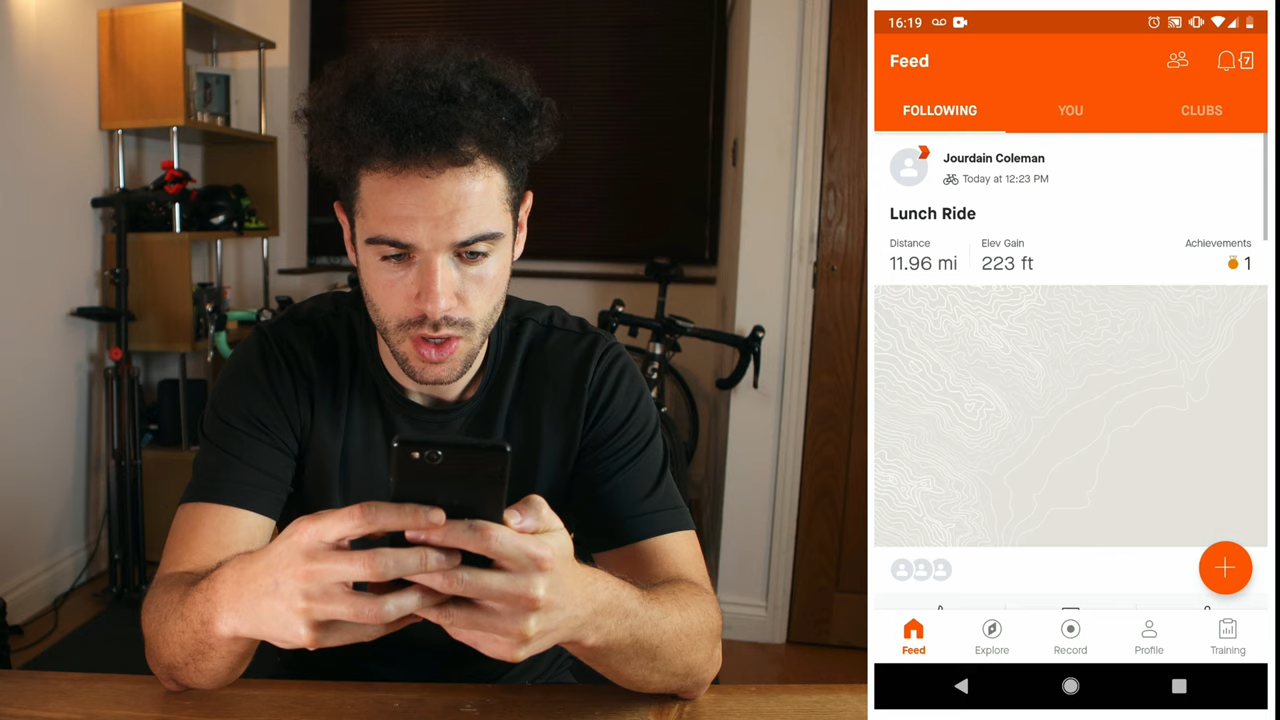 16:19
Feed
7
FOLLOWING YOU CLUBS
Jourdain Coleman
Today at 12:23 PM
Lunch Ride
Distance Elev Gain Achievements
11.96 mi 223 ft 1
Feed Explore Record Profile Training